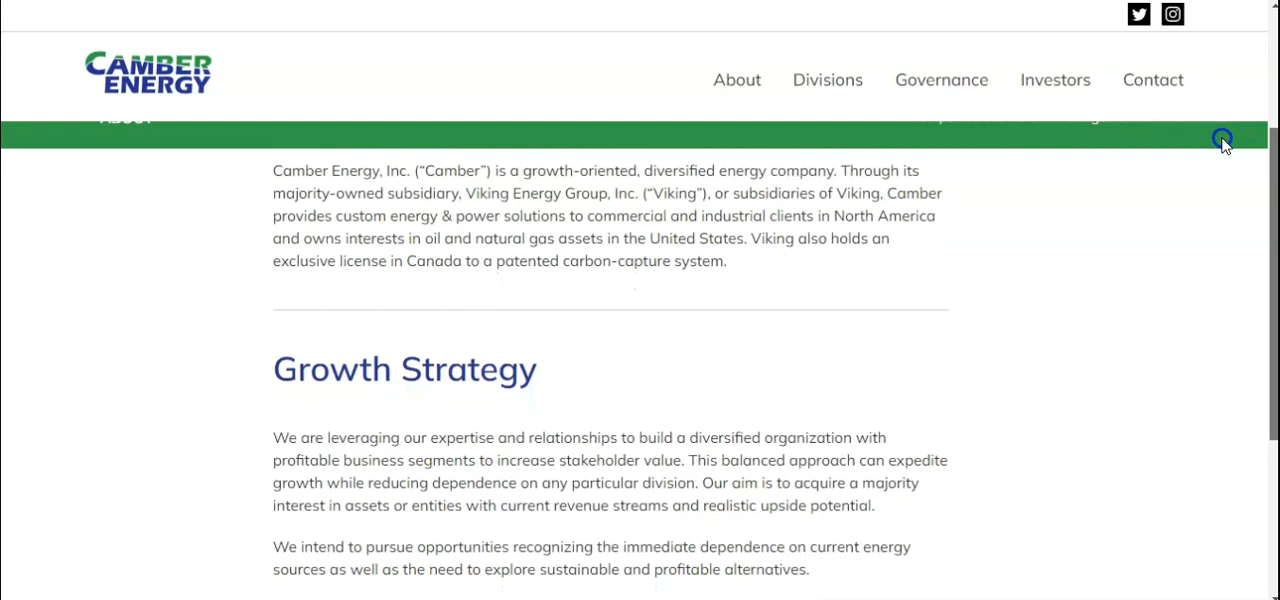 CAMBER
ENERGY
About Divisions Governance Investors Contact
Camber Energy, Inc. (“Camber”) is a growth-oriented, diversified energy company. Through its
majority-owned subsidiary, Viking Energy Group, Inc. (“Viking”), or subsidiaries of Viking, Camber
provides custom energy & power solutions to commercial and industrial clients in North America
and owns interests in oil and natural gas assets in the United States. Viking also holds an
exclusive license in Canada to a patented carbon-capture system.
Growth Strategy
We are leveraging our expertise and relationships to build a diversified organization with
profitable business segments to increase stakeholder value. This balanced approach can expedite
growth while reducing dependence on any particular division. Our aim is to acquire a majority
interest in assets or entities with current revenue streams and realistic upside potential.
We intend to pursue opportunities recognizing the immediate dependence on current energy
sources as well as the need to explore sustainable and profitable alternatives.